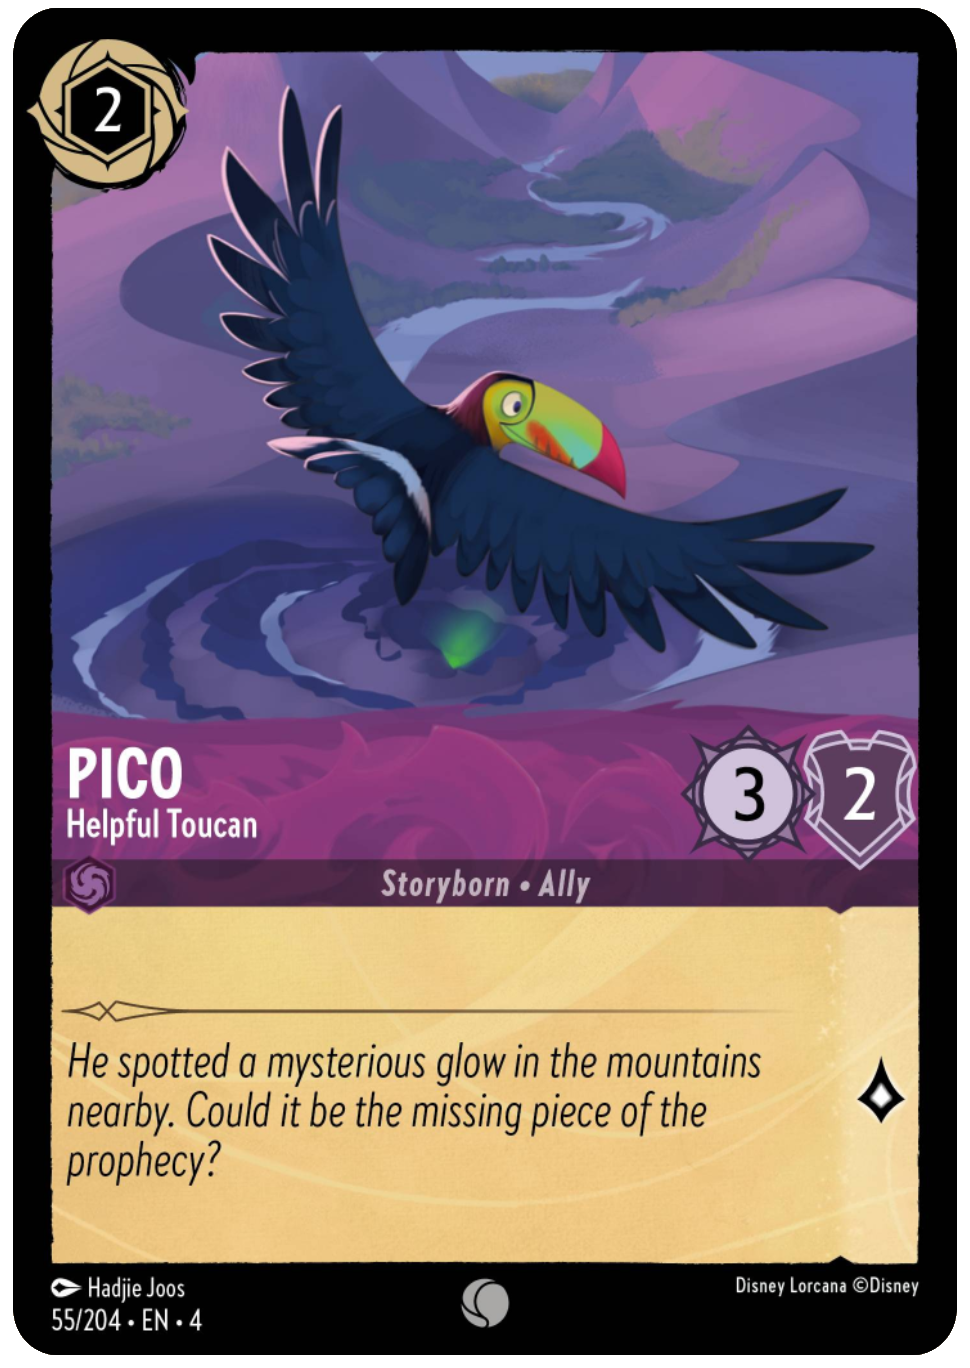 2
PICO
Helpful Toucan
3
2
Storyborn • Ally
He spotted a mysterious glow in the mountains
nearby. Could it be the missing piece of the
prophecy?
Hadjie Joos
Disney Lorcana ©Disney
55/204 • EN • 4